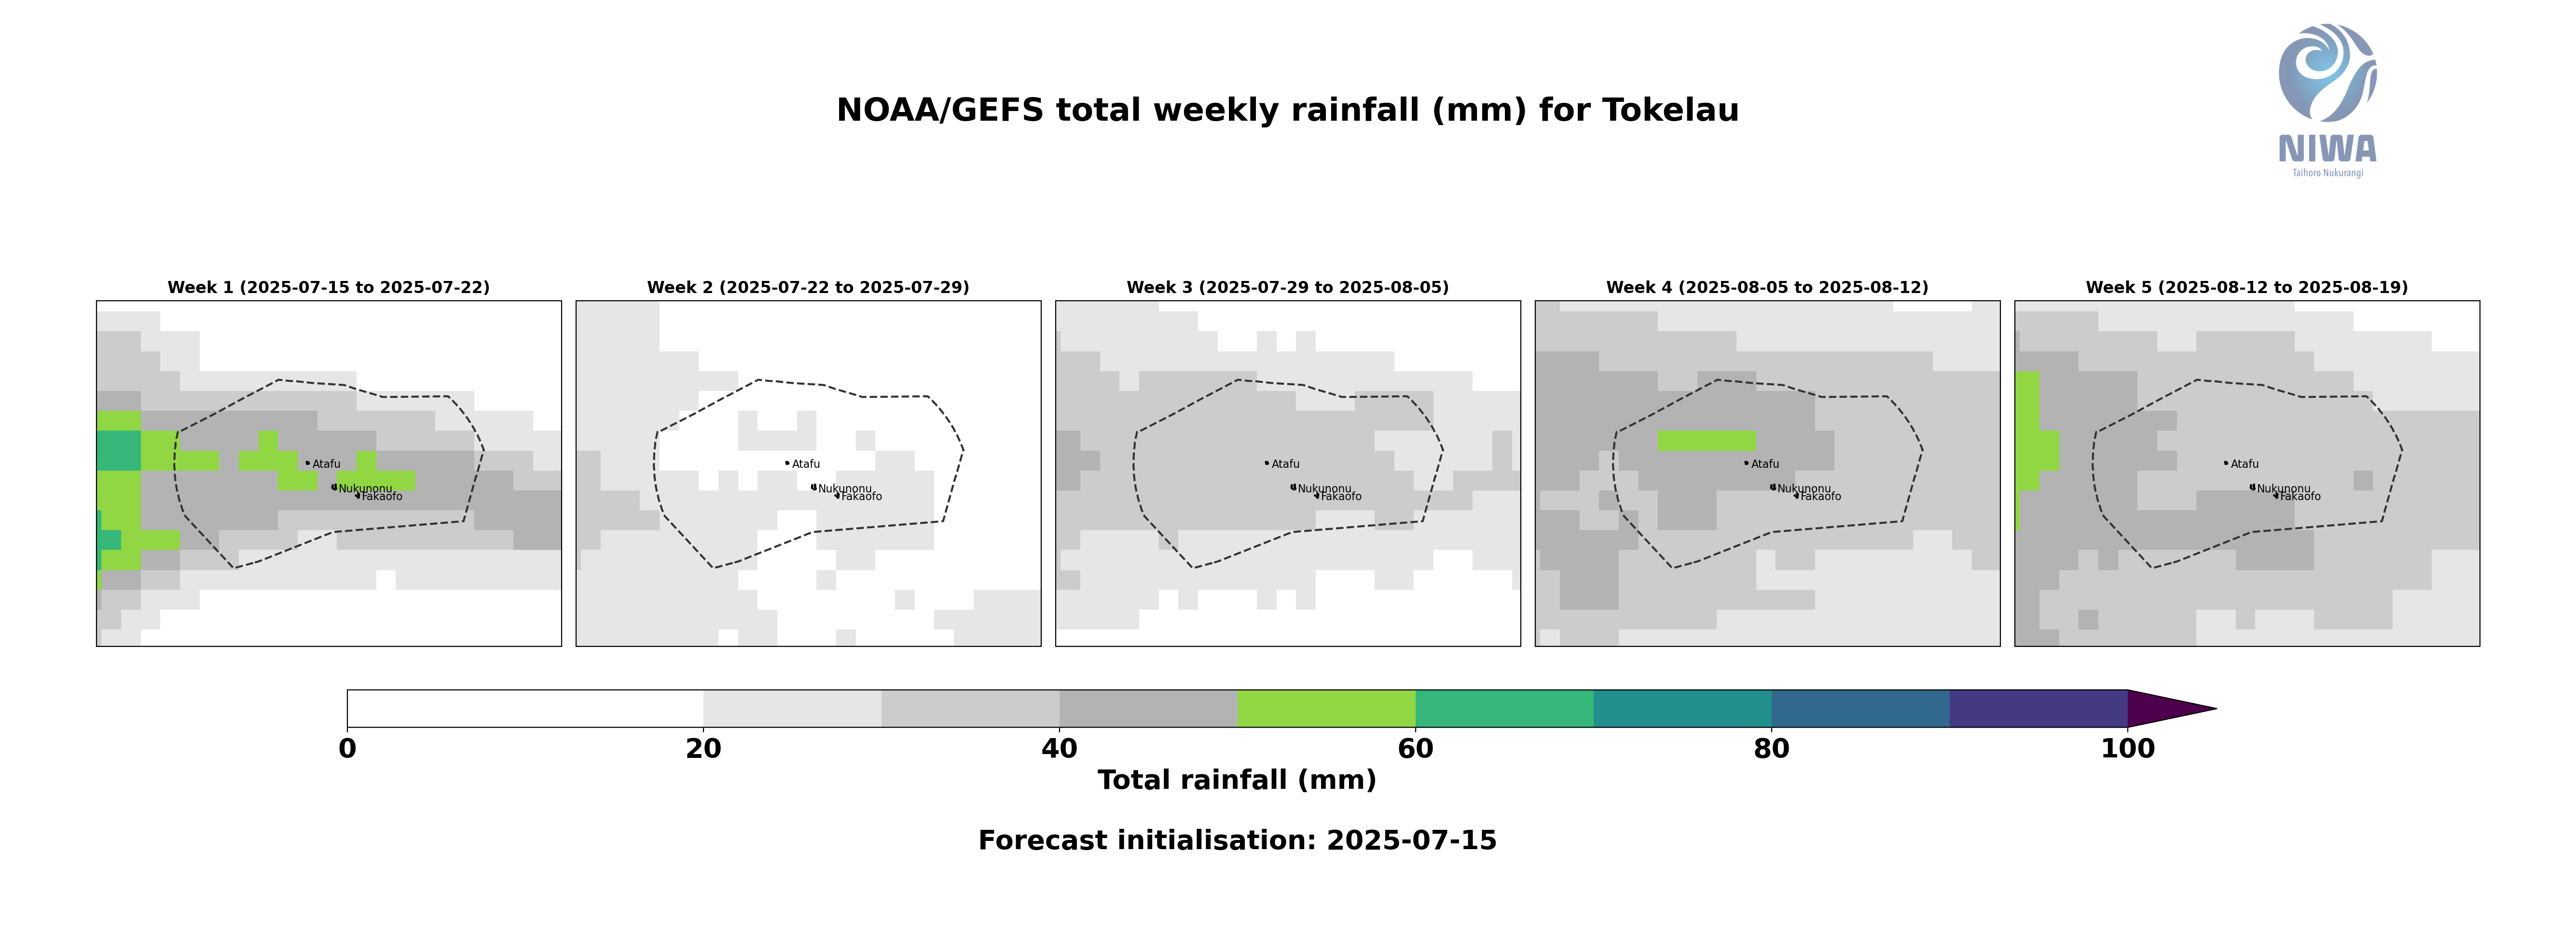 NOAA/GEFS total weekly rainfall (mm) for Tokelau
NIWA
Taihoro Nukurangi
Week 1 (2025-07-15 to 2025-07-22)
Week 2 (2025-07-22 to 2025-07-29)
Week 3 (2025-07-29 to 2025-08-05)
Week 4 (2025-08-05 to 2025-08-12)
Week 5 (2025-08-12 to 2025-08-19)
Atafu
Nukunonu
Fakaofo
Atafu
Nukunonu
Fakaofo
Atafu
Nukunonu
Fakaofo
Atafu
Nukunonu
Fakaofo
Atafu
Nukunonu
Fakaofo
0 20 40 60 80 100
Total rainfall (mm)
Forecast initialisation: 2025-07-15